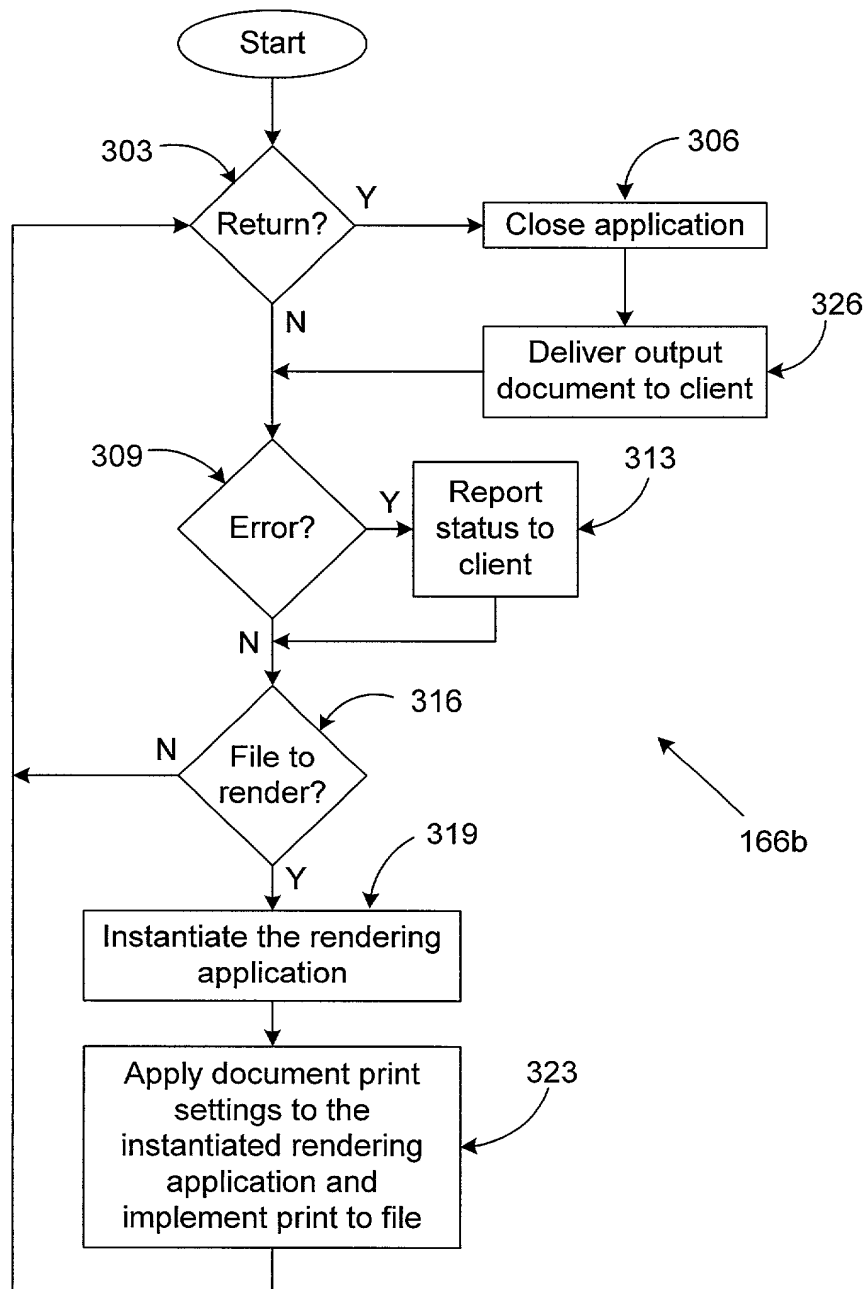 Start
303
Return?
Y
306
Close application
N
326
Deliver output
document to client
309
Error?
Y
313
Report
status to
client
N
316
N
File to
render?
166b
319
Y
Instantiate the rendering
application
Apply document print
settings to the
instantiated rendering
application and
implement print to file
323